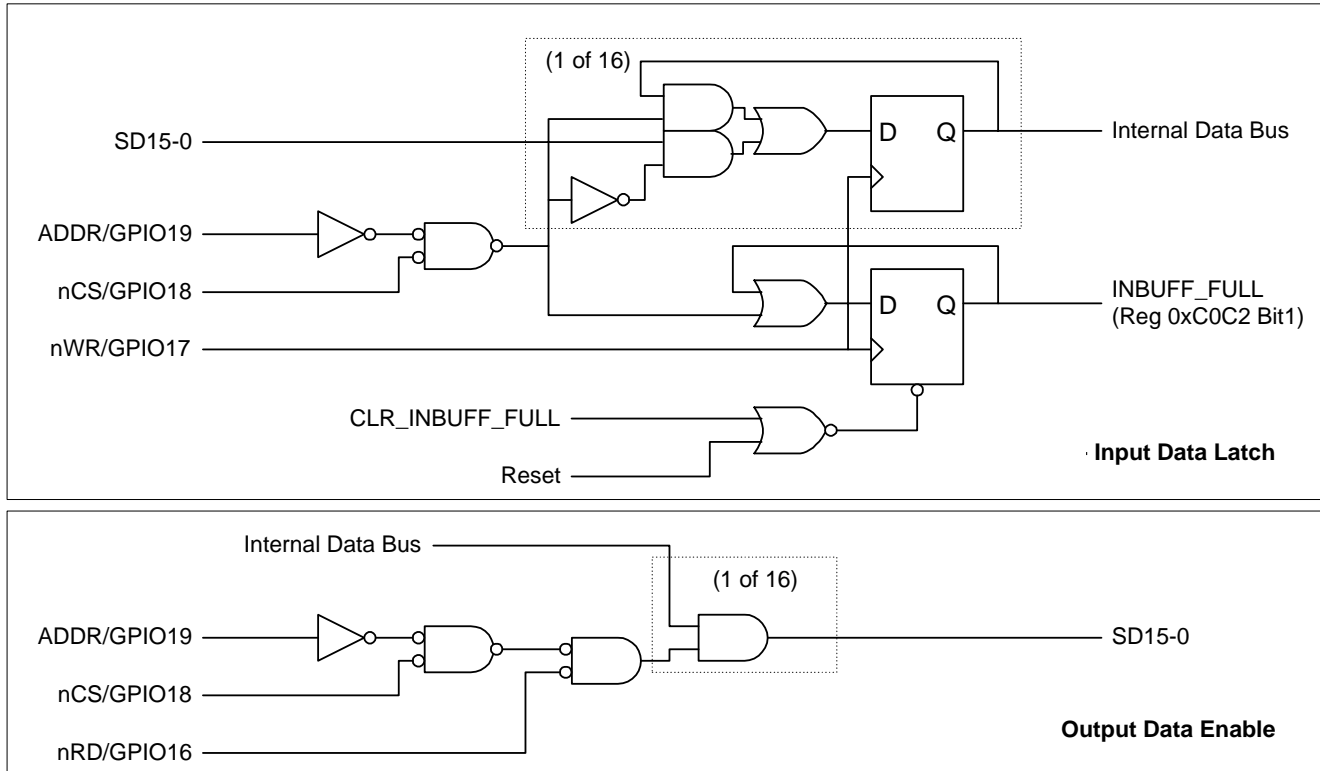 (1 of 16)
SD15-0
D Q
Internal Data Bus
ADDR/GPIO19
nCS/GPIO18
D Q
INBUFF_FULL
(Reg 0xC0C2 Bit1)
nWR/GPIO17
CLR_INBUFF_FULL
Reset
Input Data Latch
Internal Data Bus
(1 of 16)
ADDR/GPIO19
SD15-0
nCS/GPIO18
nRD/GPIO16
Output Data Enable